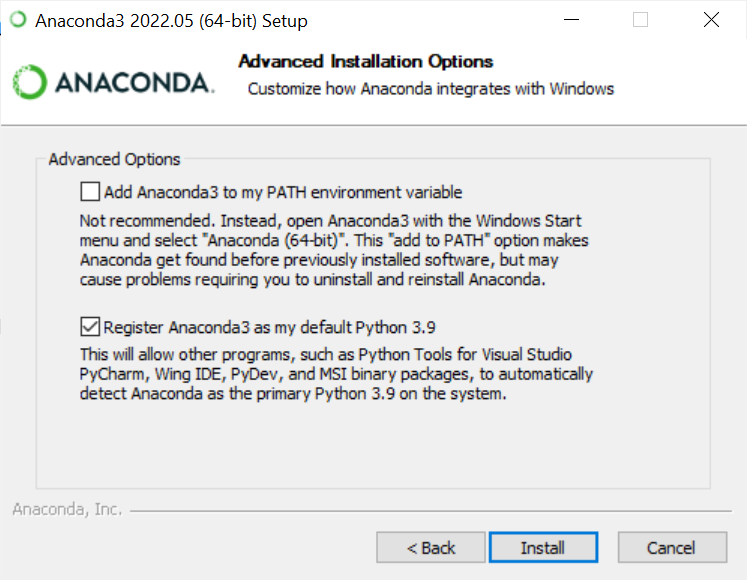 Anaconda3 2022.05 (64-bit) Setup
ANACONDA.
Advanced Installation Options
Customize how Anaconda integrates with Windows
Advanced Options
Add Anaconda3 to my PATH environment variable
Not recommended. Instead, open Anaconda3 with the Windows Start
menu and select "Anaconda (64-bit)". This "add to PATH" option makes
Anaconda get found before previously installed software, but may
cause problems requiring you to uninstall and reinstall Anaconda.
Register Anaconda3 as my default Python 3.9
This will allow other programs, such as Python Tools for Visual Studio
PyCharm, Wing IDE, PyDev, and MSI binary packages, to automatically
detect Anaconda as the primary Python 3.9 on the system.
Anaconda, Inc.
< Back
Install
Cancel